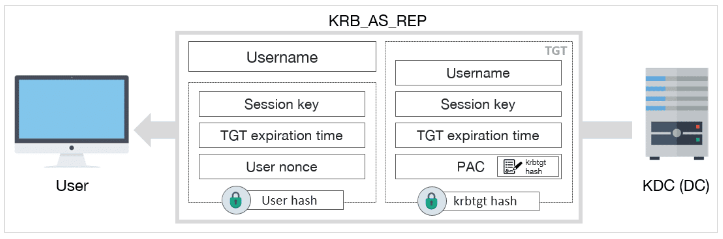 KRB_AS_REP
Username
Session key
TGT expiration time
User nonce
User hash
TGT
Username
Session key
TGT expiration time
PAC
krbtgt
hash
krbtgt hash
User
KDC (DC)